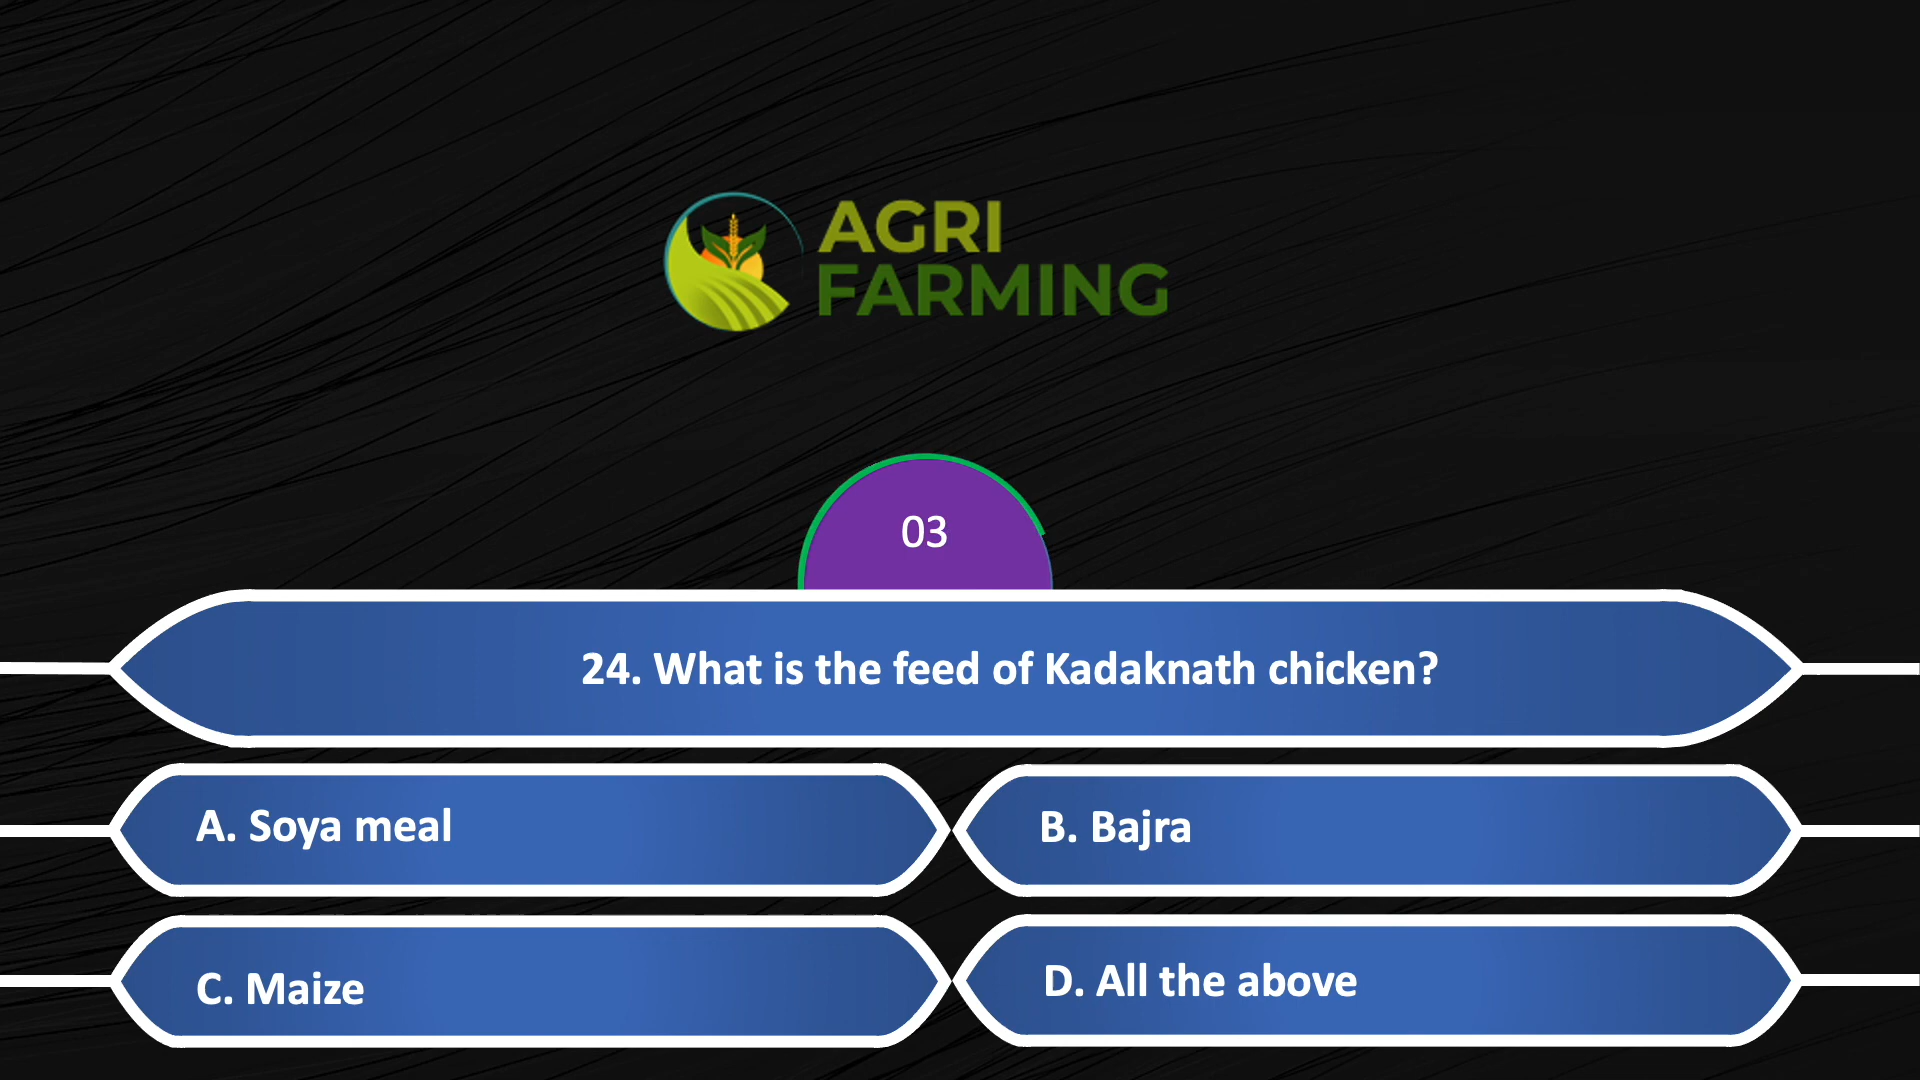 AGRI
FARMING
03
24. What is the feed of Kadaknath chicken?
A. Soya meal
B. Bajra
C. Maize
D. All the above